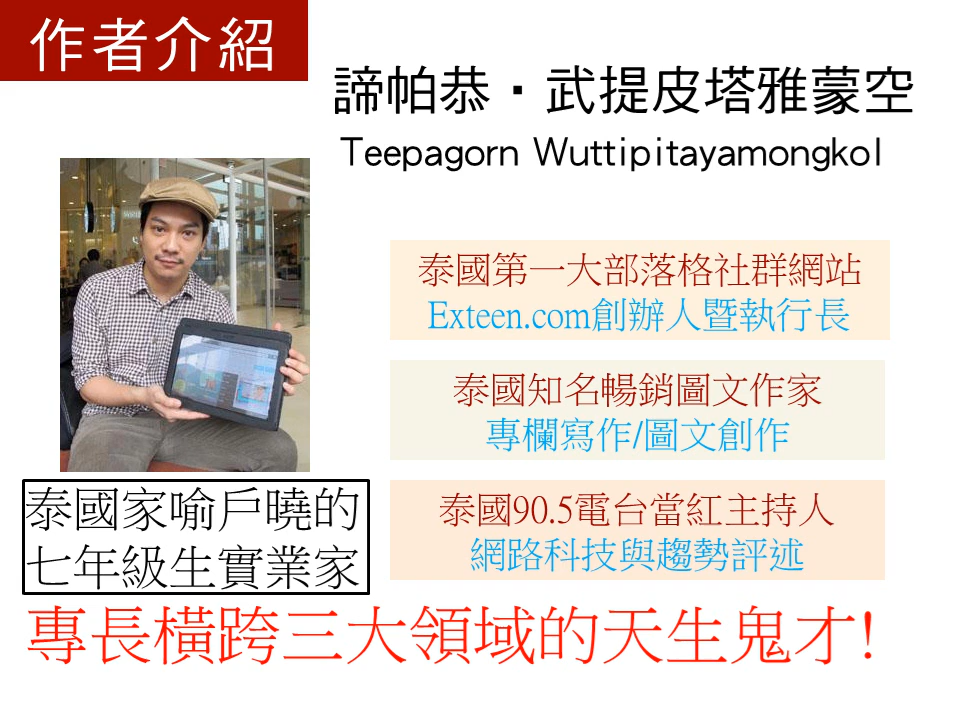 作者介紹
諦帕恭·武提皮塔雅蒙空
Teepagorn Wuttipitayamongkol
泰國第一大部落格社群網站
Exteen.com創辦人暨執行長
泰國知名暢銷圖文作家
專欄寫作/圖文創作
泰國90.5電台當紅主持人
網路科技與趨勢評述
泰國家喻戶曉的
七年級生實業家
專長橫跨三大領域的天生鬼才!